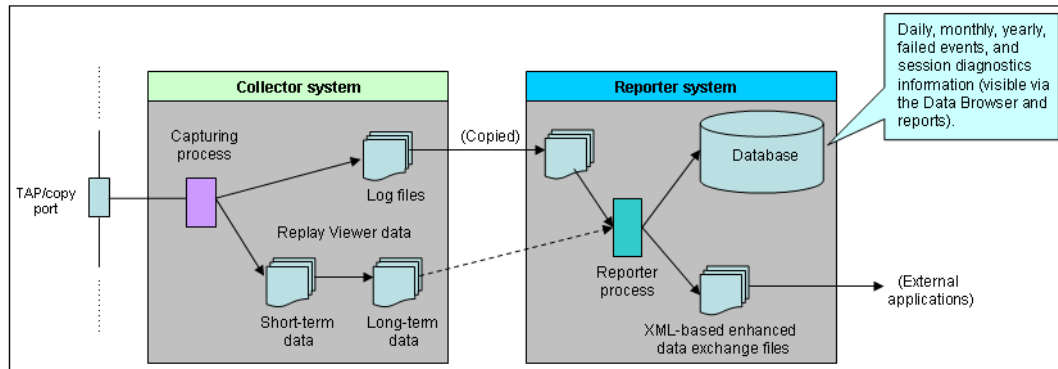 Daily, monthly, yearly,
failed events, and
session diagnostics
information (visible via
the Data Browser and
reports).
Collector system
Reporter system
Capturing
process
(Copied)
Database
TAP/copy
port
Log files
Replay Viewer data
Reporter
process
(External
applications)
Short-term
data
Long-term
data
XML-based enhanced
data exchange files